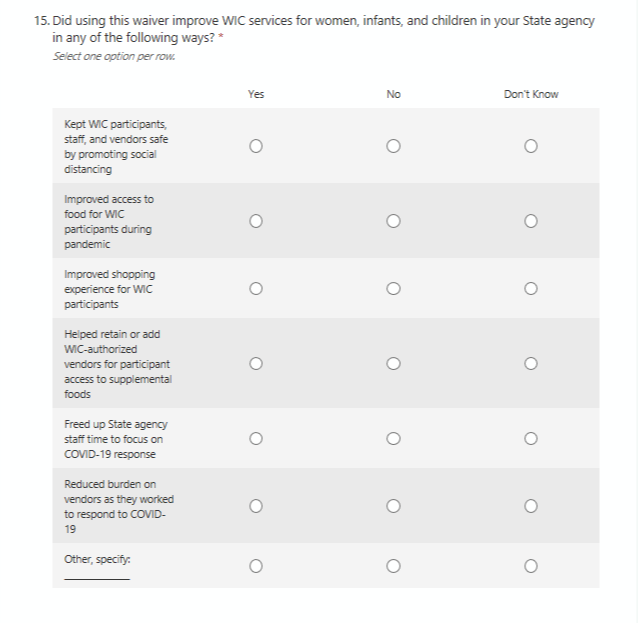 15. Did using this waiver improve WIC services for women, infants, and children in your State agency
in any of the following ways? *
Select one option per row.
Yes No Don't Know
Kept WIC participants,
staff, and vendors safe
by promoting social
distancing
Improved access to
food for WIC
participants during
pandemic
Improved shopping
experience for WIC
participants
Helped retain or add
WIC-authorized
vendors for participant
access to supplemental
foods
Freed up State agency
staff time to focus on
COVID-19 response
Reduced burden on
vendors as they worked
to respond to COVID-
19
Other, specify: